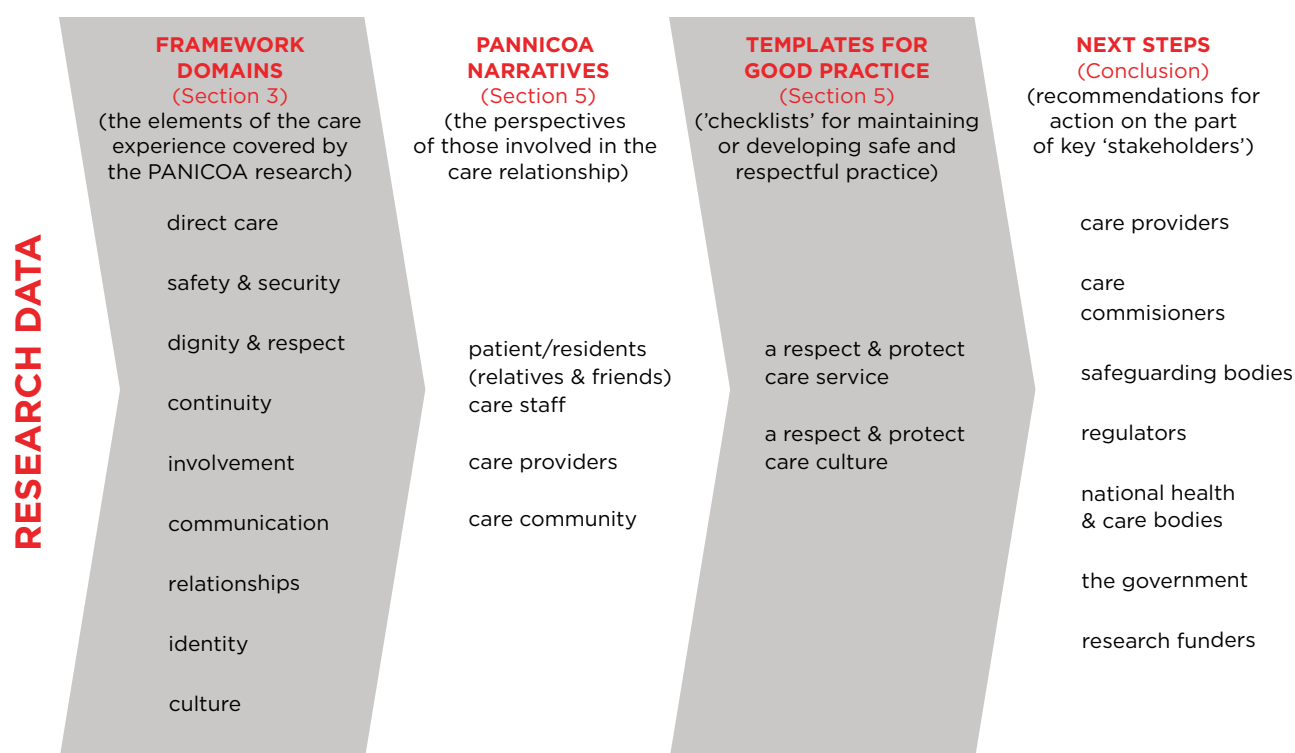 RESEARCH DATA
FRAMEWORK
DOMAINS
(Section 3)
(the elements of the care
experience covered by
the PANICOA research)
direct care
safety & security
dignity & respect
continuity
involvement
communication
relationships
identity
culture
PANNICOA
NARRATIVES
(Section 5)
(the perspectives
of those involved in the
care relationship)
patient/residents
(relatives & friends)
care staff
care providers
care community
TEMPLATES FOR
GOOD PRACTICE
(Section 5)
('checklists’ for maintaining
or developing safe and
respectful practice)
a respect & protect
care service
a respect & protect
care culture
NEXT STEPS
(Conclusion)
(recommendations for
action on the part
of key ‘stakeholders’)
care providers
care
commisioners
safeguarding bodies
regulators
national health
& care bodies
the government
research funders